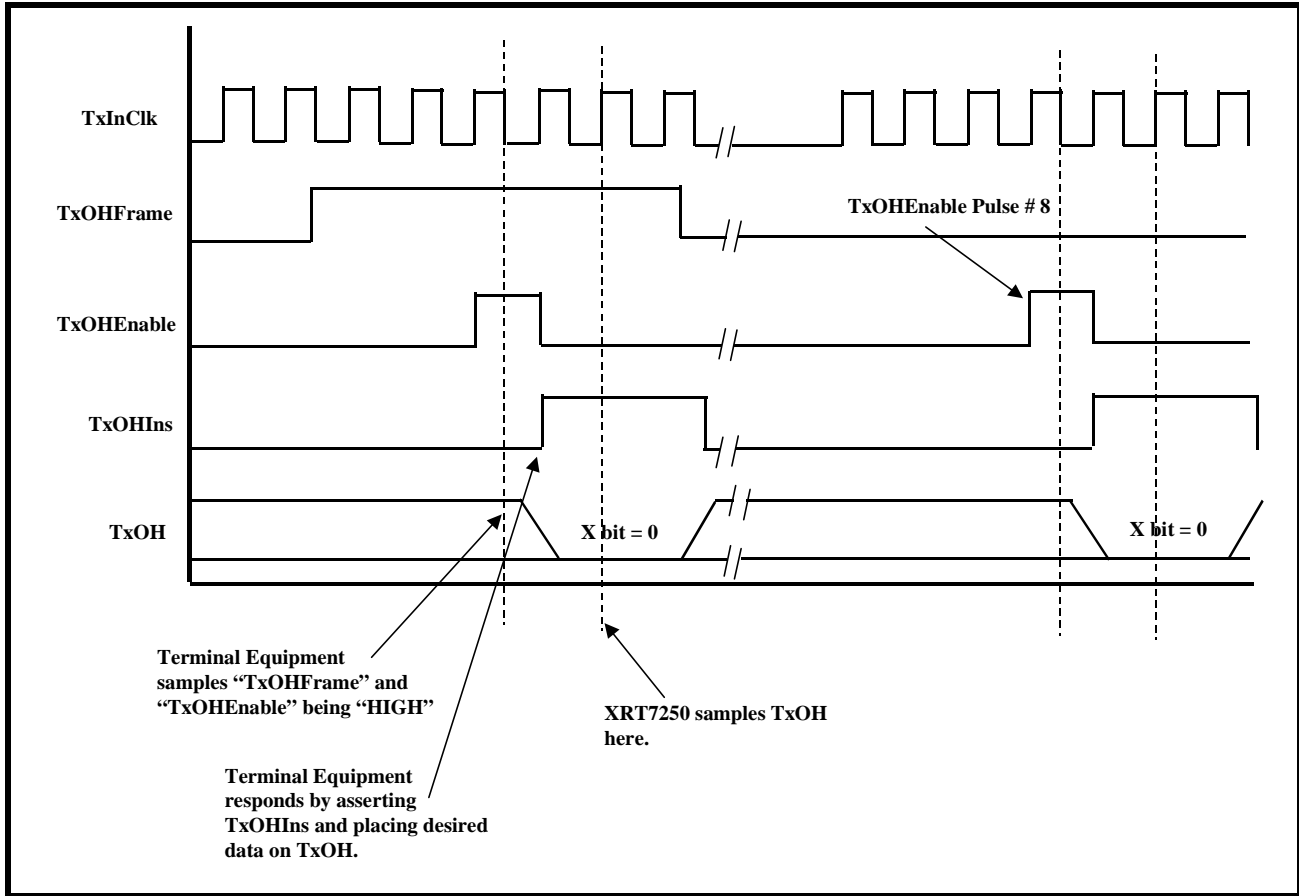 TxInClk
TxOHFrame
TxOHEnable Pulse # 8
TxOHEnable
TxOHIns
TxOH
X bit = 0
X bit = 0
Terminal Equipment
samples “TxOHFrame” and
“TxOHEnable” being “HIGH”
XRT7250 samples TxOH
here.
Terminal Equipment
responds by asserting
TxOHIns and placing desired
data on TxOH.